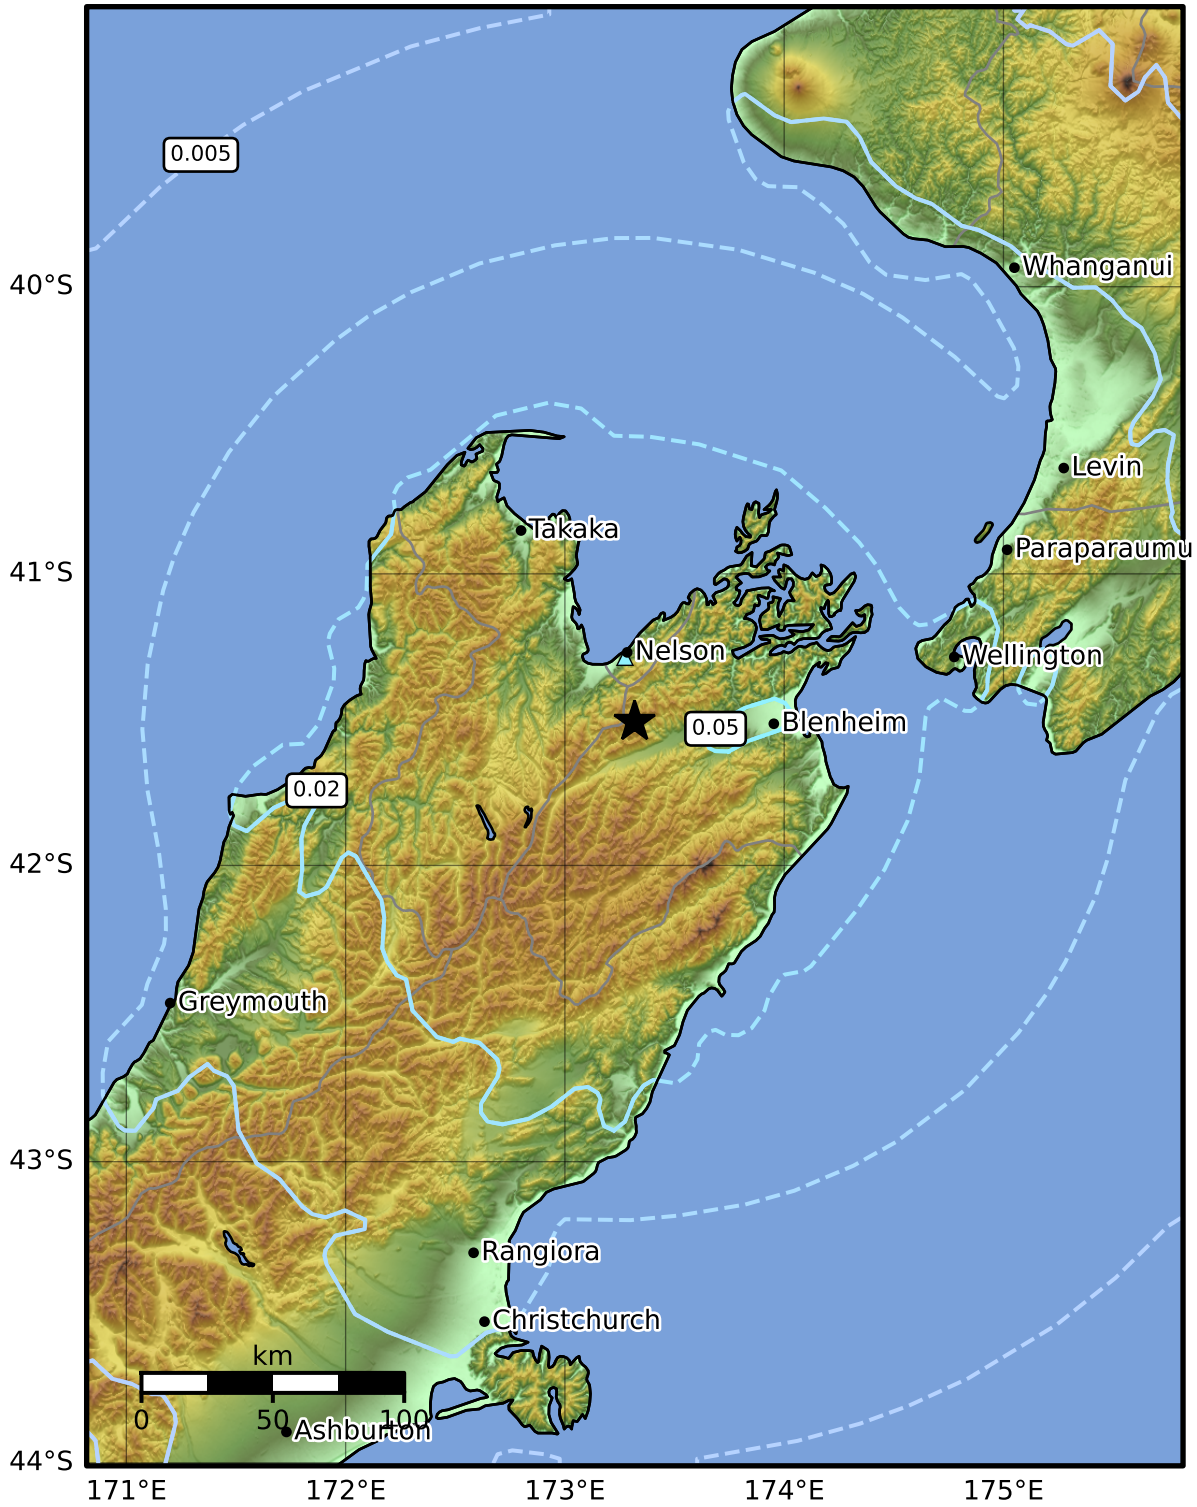 0.005
Whanganui
40°S
Levin
Takaka
Paraparaumu
41°S
Nelson
Wellington
Blenheim
0.05
0.02
42°S
Greymouth
43°S
Rangiora
Christchurch
km
0 50 100
Ashburton
44°S
171°E 172°E 173°E 174°E 175°E